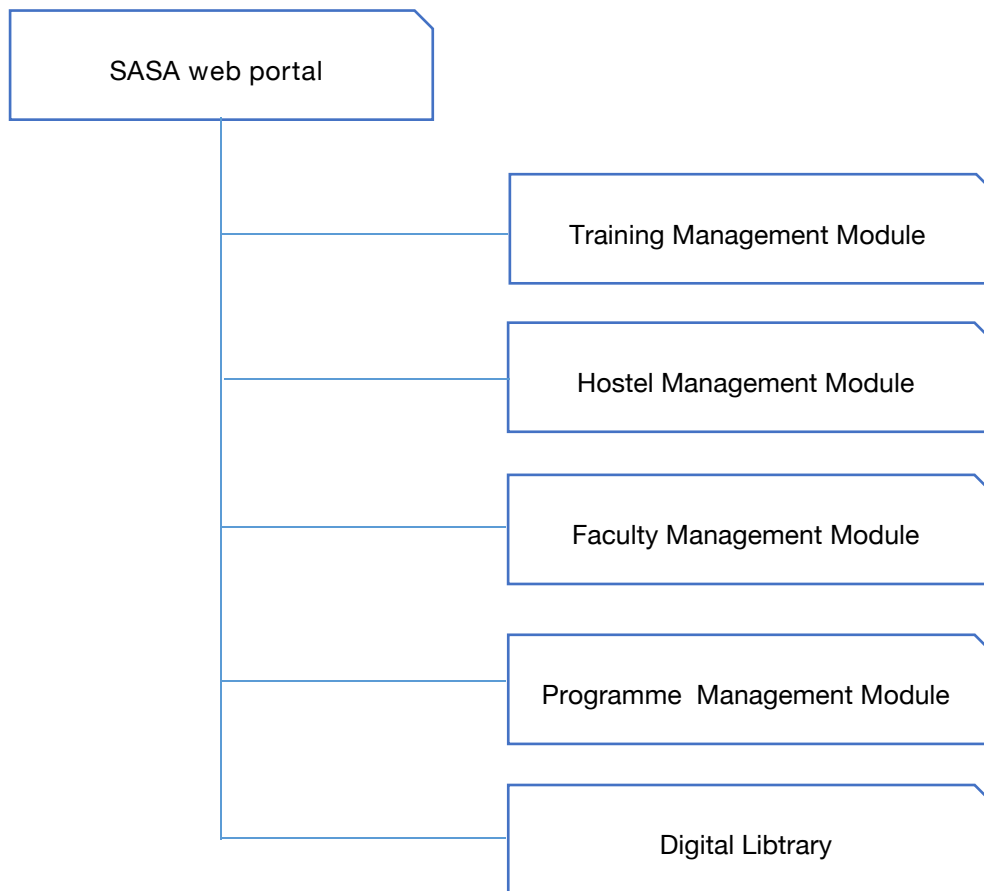 SASA web portal
Training Management Module
Hostel Management Module
Faculty Management Module
Programme  Management Module
Digital Libtrary